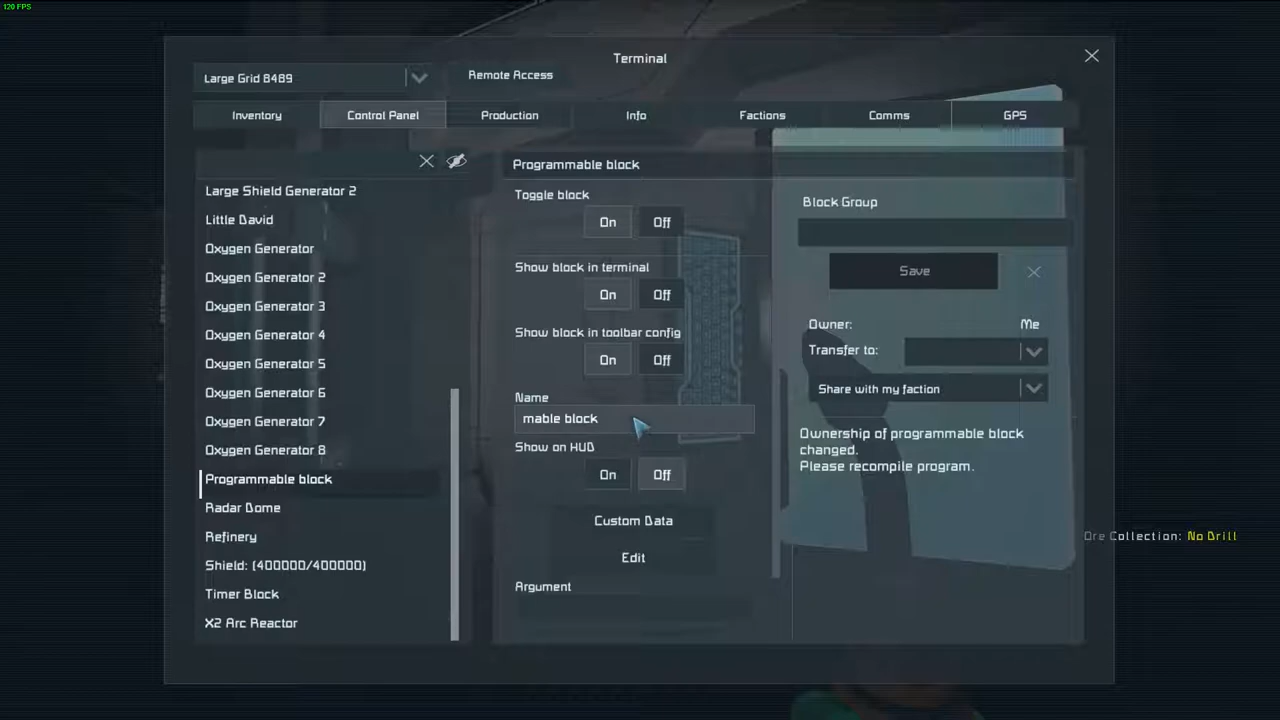 120 FPS
Terminal
Large Grid 8489
Remote Access
Inventory
Control Panel
Production
Info
Factions
Comms
GPS
Large Shield Generator 2
Little David
Oxygen Generator
Oxygen Generator 2
Oxygen Generator 3
Oxygen Generator 4
Oxygen Generator 5
Oxygen Generator 6
Oxygen Generator 7
Oxygen Generator 8
Programmable block
Radar Dome
Refinery
Shield: (400000/400000)
Timer Block
X2 Arc Reactor
Programmable block
Toggle block
On Off
Show block in terminal
On Off
Show block in toolbar config
On Off
Name
mable block
Show on HUD
On Off
Custom Data
Edit
Argument
Block Group
Save
Owner: Me
Transfer to:
Share with my faction
Ownership of programmable block
changed.
Please recompile program.
Ore Collection: No Drill